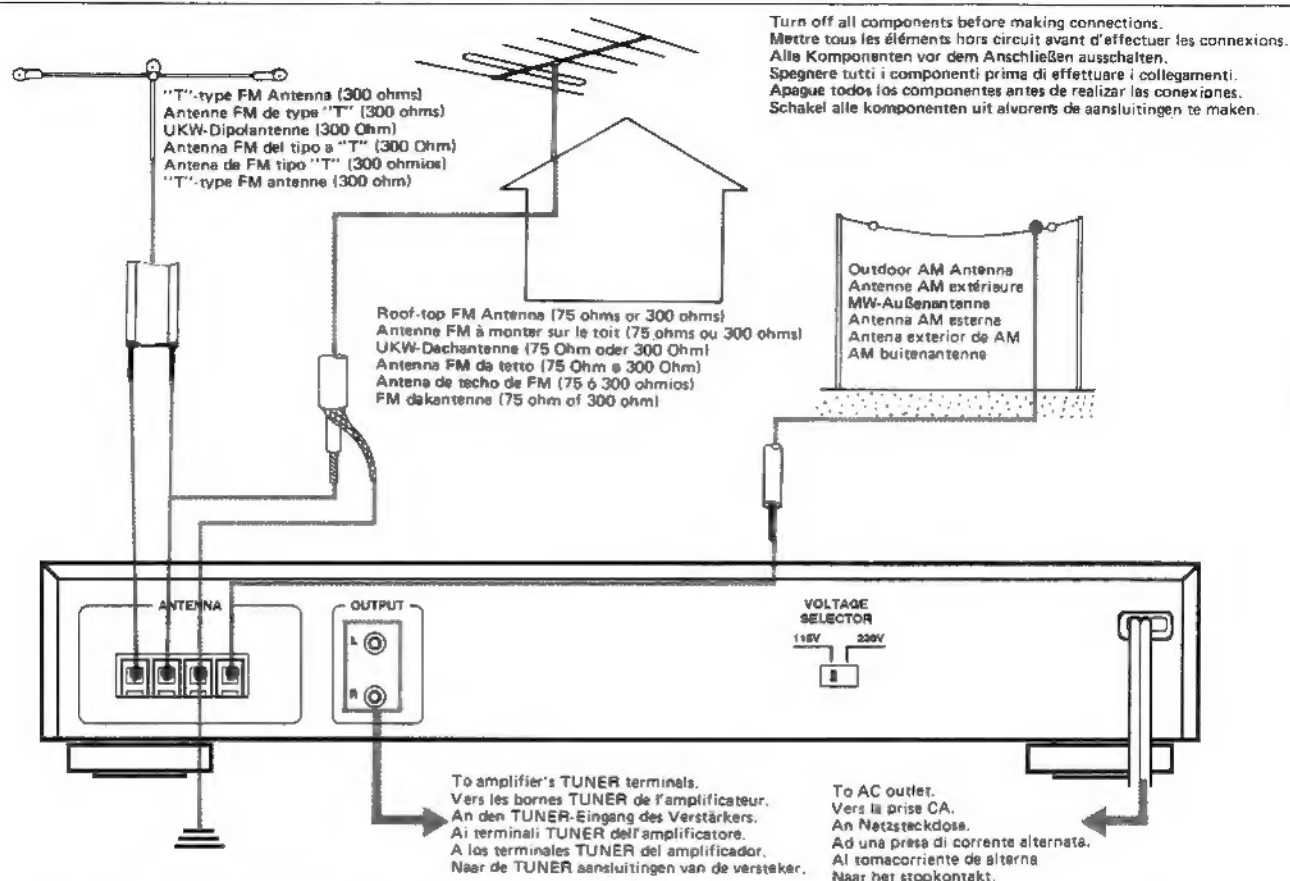 Turn off all components before making connections.
Mettre tous les éléments hors circuit avant d'effectuer les connexions.
Alle Komponenten vor dem Anschließen ausschalten.
Spegnere tutti i componenti prima di effettuare i collegamenti.
Apague todos los componentes antes de realizar las conexiones.
Schakel alle komponenten uit alvorens de aansluitingen te maken.
"T"-type FM Antenna (300 ohms)
Antenne FM de type "T" (300 ohms)
UKW-Dipolantenne (300 Ohm)
Antenna FM del tipo a "T" (300 Ohm)
Antena de FM tipo "T" (300 ohmios)
"T"-type FM antenne (300 ohm)
Roof-top FM Antenna (75 ohms or 300 ohms)
Antenne FM à monter sur le toit (75 ohms ou 300 ohms)
UKW-Dachantenne (75 Ohm oder 300 Ohm)
Antenna FM da tetto (75 Ohm o 300 Ohm)
Antena de techo de FM (75 ó 300 ohmios)
FM dakantenne (75 ohm of 300 ohm)
Outdoor AM Antenna
Antenne AM extérieure
MW-Außenantenne
Antenna AM esterna
Antena exterior de AM
AM buitenantenne
ANTENNA
OUTPUT
L
R
VOLTAGE
SELECTOR
115V 230V
To amplifier's TUNER terminals.
Vers les bornes TUNER de l'amplificateur.
An den TUNER-Eingang des Verstärkers.
Ai terminali TUNER dell'amplificatore.
A los terminales TUNER del amplificador.
Naar de TUNER aansluitingen van de versteker.
To AC outlet.
Vers la prise CA.
An Netzsteckdose.
Ad una presa di corrente alternata.
Al tomacorriente de alterna
Naar het stopkontakt.